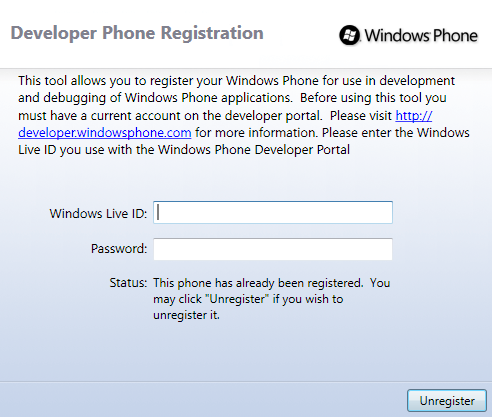 Developer Phone Registration
Windows Phone
This tool allows you to register your Windows Phone for use in development
and debugging of Windows Phone applications.  Before using this tool you
must have a current account on the developer portal.  Please visit http://
developer.windowsphone.com for more information. Please enter the Windows
Live ID you use with the Windows Phone Developer Portal
Windows Live ID:
Password:
Status: This phone has already been registered.  You
may click "Unregister" if you wish to
unregister it.
Unregister